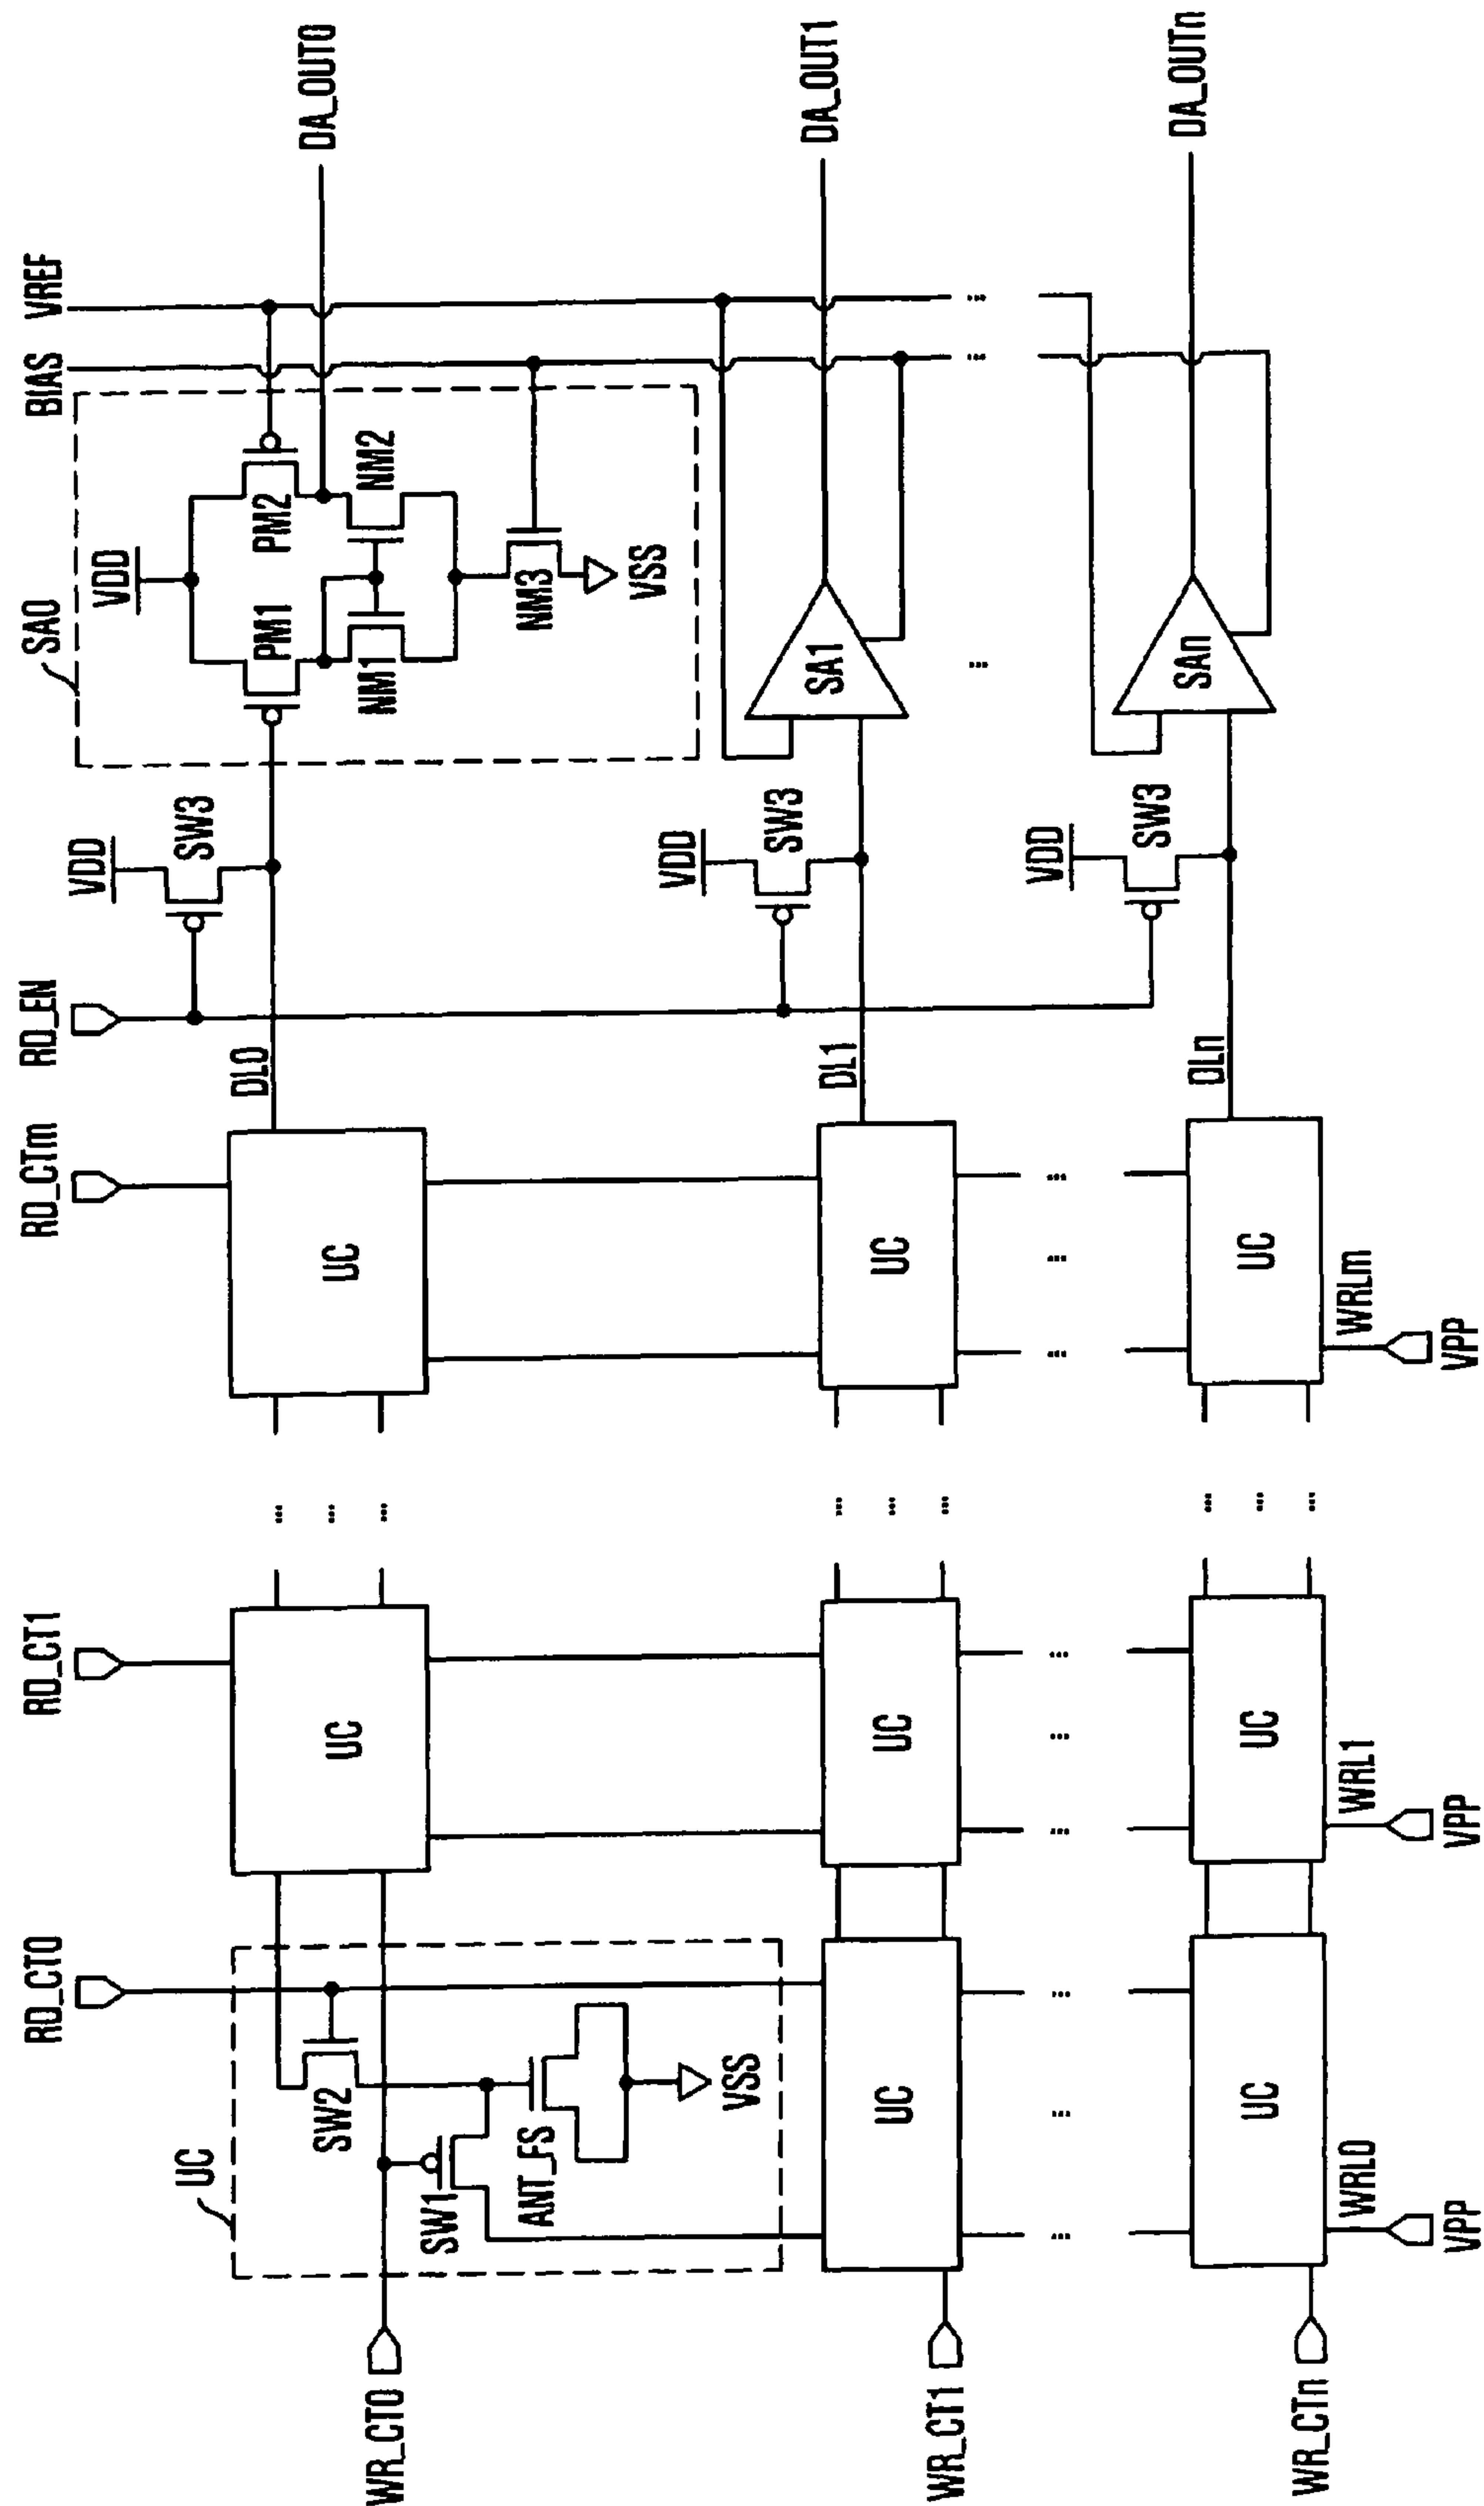 RD_CT0
RD_CT1
RD_CTm
RD_EN
BIAS
VREF
UC
SW2
SW1
ANT_FS
VSS
WR_CT0
UC
UC
DL0
VDD
SW3
SA0
VDD
PM1
PM2
NM1
NM2
NM3
VSS
DA_OUT0
WR_CT1
UC
UC
UC
DL1
VDD
SW3
SA1
DA_OUT1
...
...
...
...
WR_CTn
UC
UC
UC
DLn
VDD
SW3
SAn
DA_OUTn
WRL0
WRL1
WRLm
VPP
VPP
VPP